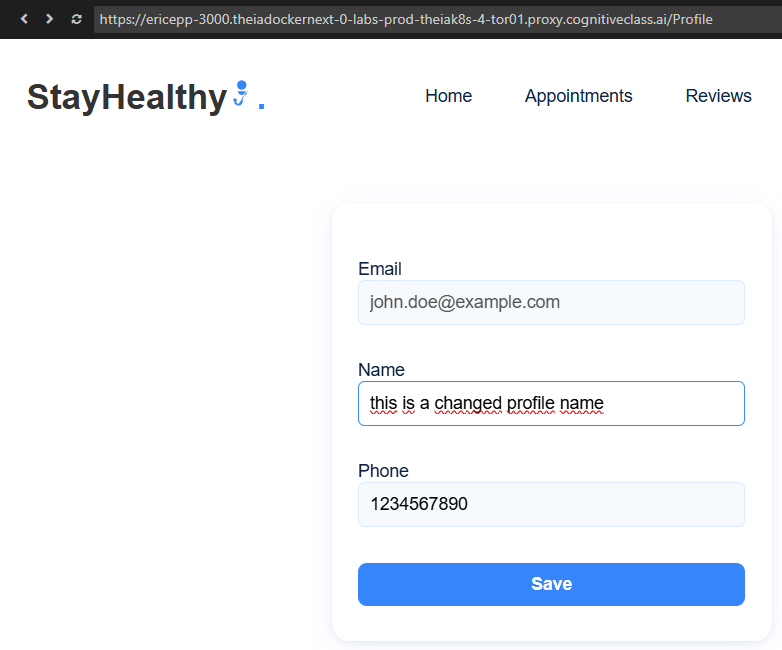 https://ericepp-3000.theiadockernext-0-labs-prod-theiak8s-4-tor01.proxy.cognitiveclass.ai/Profile
StayHealthy .
Home Appointments Reviews
Email
john.doe@example.com
Name
this is a changed profile name
Phone
1234567890
Save